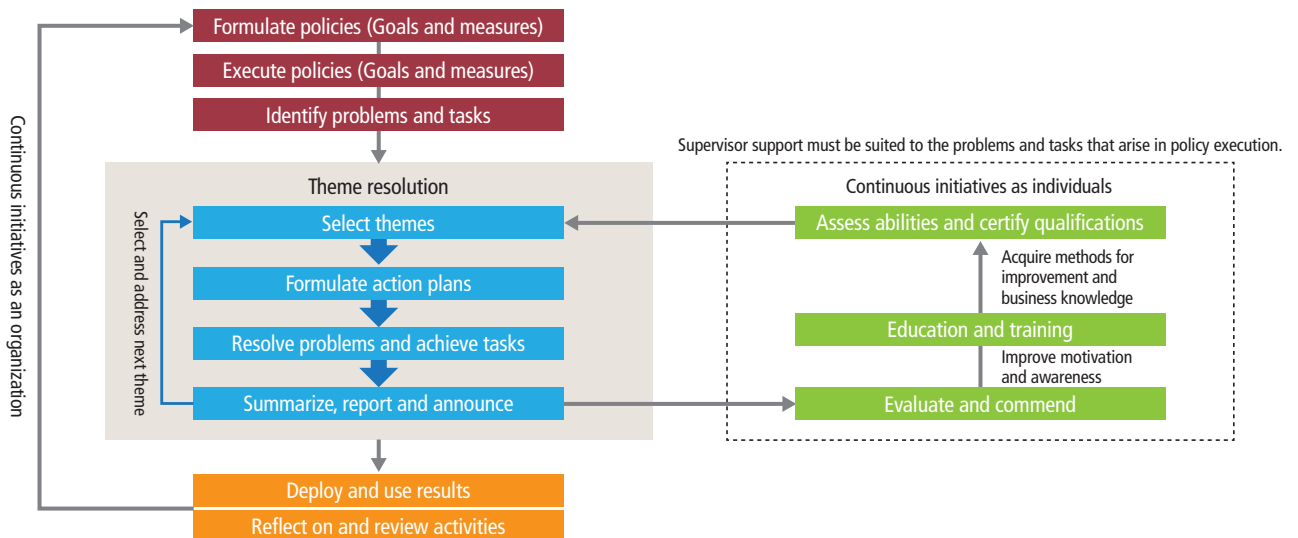 Formulate policies (Goals and measures)
Execute policies (Goals and measures)
Identify problems and tasks
Continuous initiatives as an organization
Theme resolution
Select themes
Formulate action plans
Resolve problems and achieve tasks
Summarize, report and announce
Select and address next theme
Supervisor support must be suited to the problems and tasks that arise in policy execution.
Continuous initiatives as individuals
Assess abilities and certify qualifications
Acquire methods for
improvement and
business knowledge
Education and training
Improve motivation
and awareness
Evaluate and commend
Deploy and use results
Reflect on and review activities